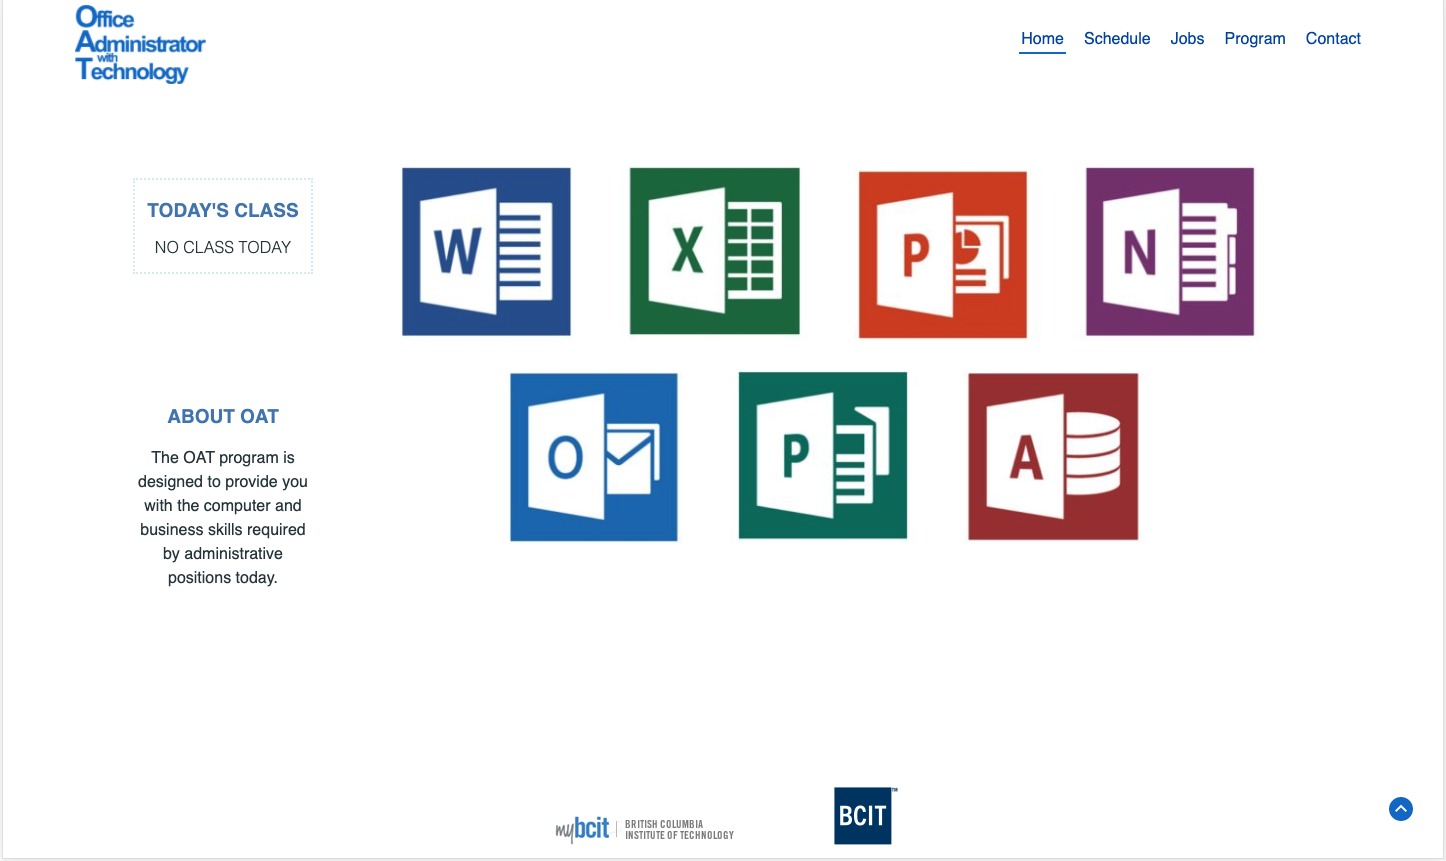 Office
Administrator
with
Technology
Home Schedule Jobs Program Contact
TODAY'S CLASS
NO CLASS TODAY
W
X
P
N
O
P
A
ABOUT OAT
The OAT program is
designed to provide you
with the computer and
business skills required
by administrative
positions today.
mybcit
BRITISH COLUMBIA
INSTITUTE OF TECHNOLOGY
BCIT™